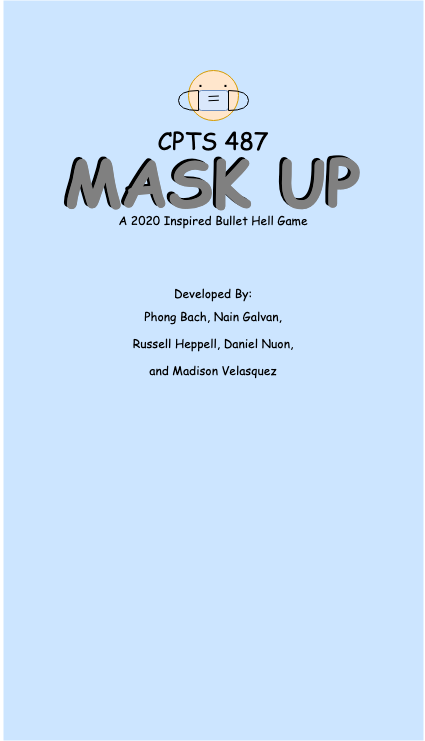 CPTS 487
MASK UP
A 2020 Inspired Bullet Hell Game
Developed By:
Phong Bach, Nain Galvan,
Russell Heppell, Daniel Nuon,
and Madison Velasquez